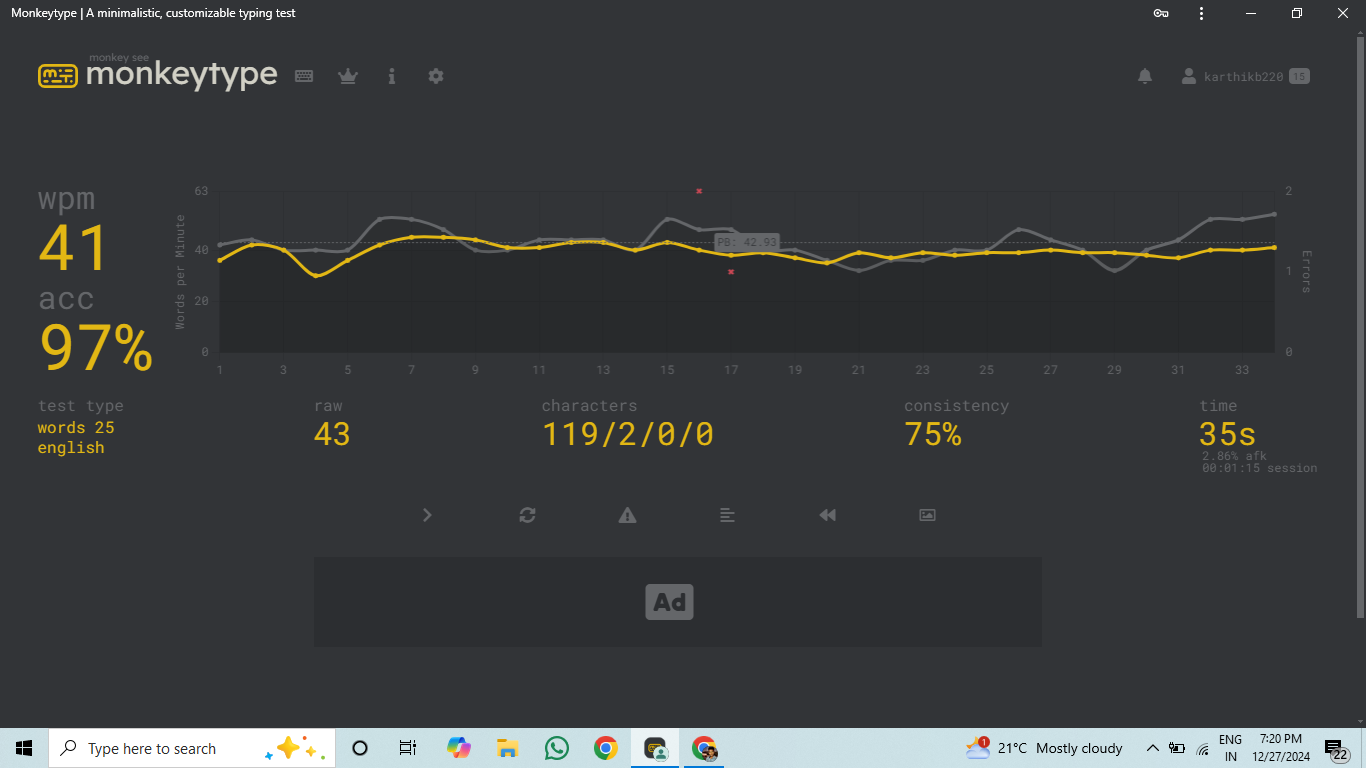 Monkeytype | A minimalistic, customizable typing test
monkey see
monkeytype
karthikb220 15
wpm
41
acc
97%
Words per Minute
63
40
20
0
PB: 42.93
2
1
0
Errors
1 3 5 7 9 11 13 15 17 19 21 23 25 27 29 31 33
test type
words 25
english
raw
43
characters
119/2/0/0
consistency
75%
time
35s
2.86% afk
00:01:15 session
Ad
Type here to search
1
21°C Mostly cloudy
ENG
IN
7:20 PM
12/27/2024
22